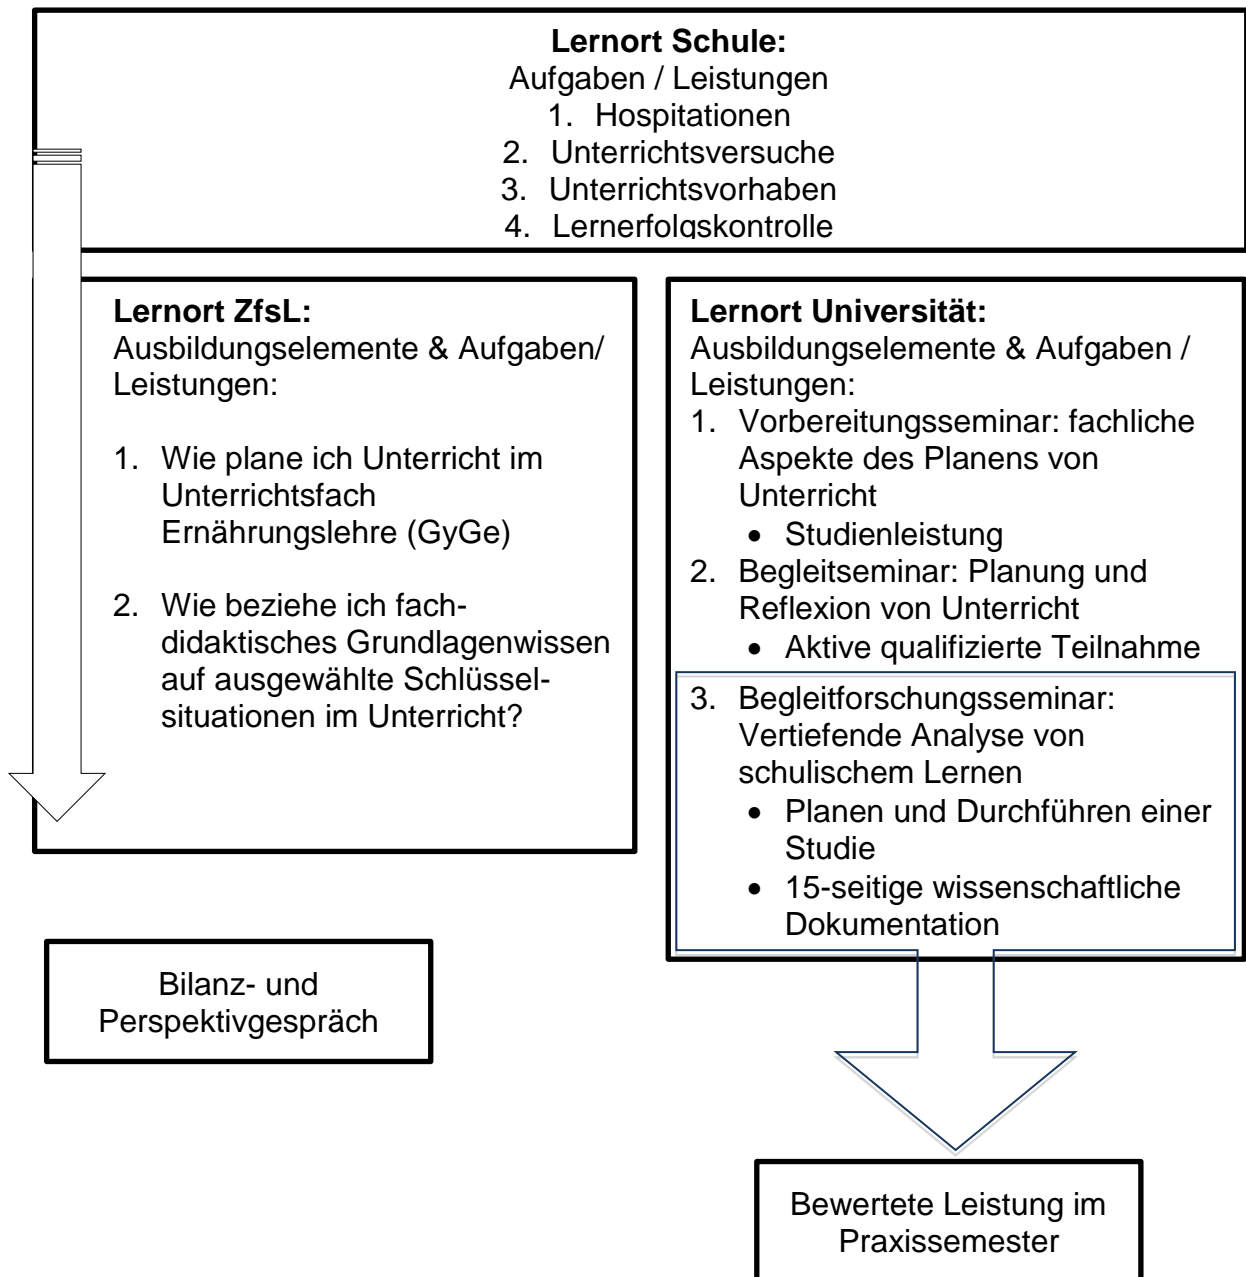 Lernort Schule:
Aufgaben / Leistungen
1. Hospitationen
2. Unterrichtsversuche
3. Unterrichtsvorhaben
4. Lernerfolgskontrolle
Lernort ZfsL:
Ausbildungselemente & Aufgaben/
Leistungen:
1. Wie plane ich Unterricht im
Unterrichtsfach
Ernährungslehre (GyGe)
2. Wie beziehe ich fach-
didaktisches Grundlagenwissen
auf ausgewählte Schlüssel-
situationen im Unterricht?
Lernort Universität:
Ausbildungselemente & Aufgaben /
Leistungen:
1. Vorbereitungsseminar: fachliche
Aspekte des Planens von
Unterricht
• Studienleistung
2. Begleitseminar: Planung und
Reflexion von Unterricht
• Aktive qualifizierte Teilnahme
3. Begleitforschungsseminar:
Vertiefende Analyse von
schulischem Lernen
• Planen und Durchführen einer
Studie
• 15-seitige wissenschaftliche
Dokumentation
Bilanz- und
Perspektivgespräch
Bewertete Leistung im
Praxissemester